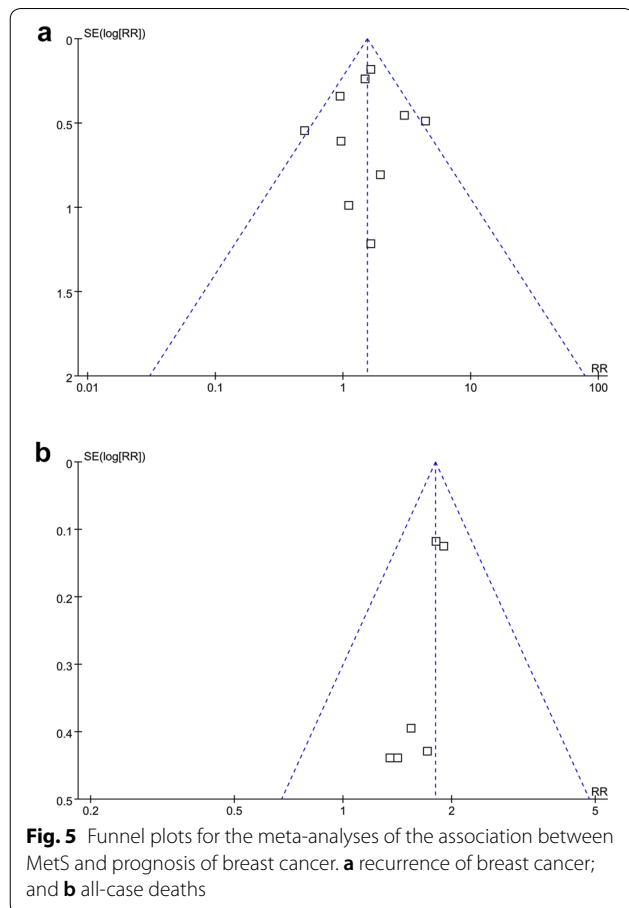 a
SE(log[RR])
0
0.5
1
1.5
2
RR
0.01 0.1 1 10 100
b
SE(log[RR])
0
0.1
0.2
0.3
0.4
0.5
RR
0.2 0.5 1 2 5
Fig. 5 Funnel plots for the meta-analyses of the association between
MetS and prognosis of breast cancer. a recurrence of breast cancer;
and b all-case deaths